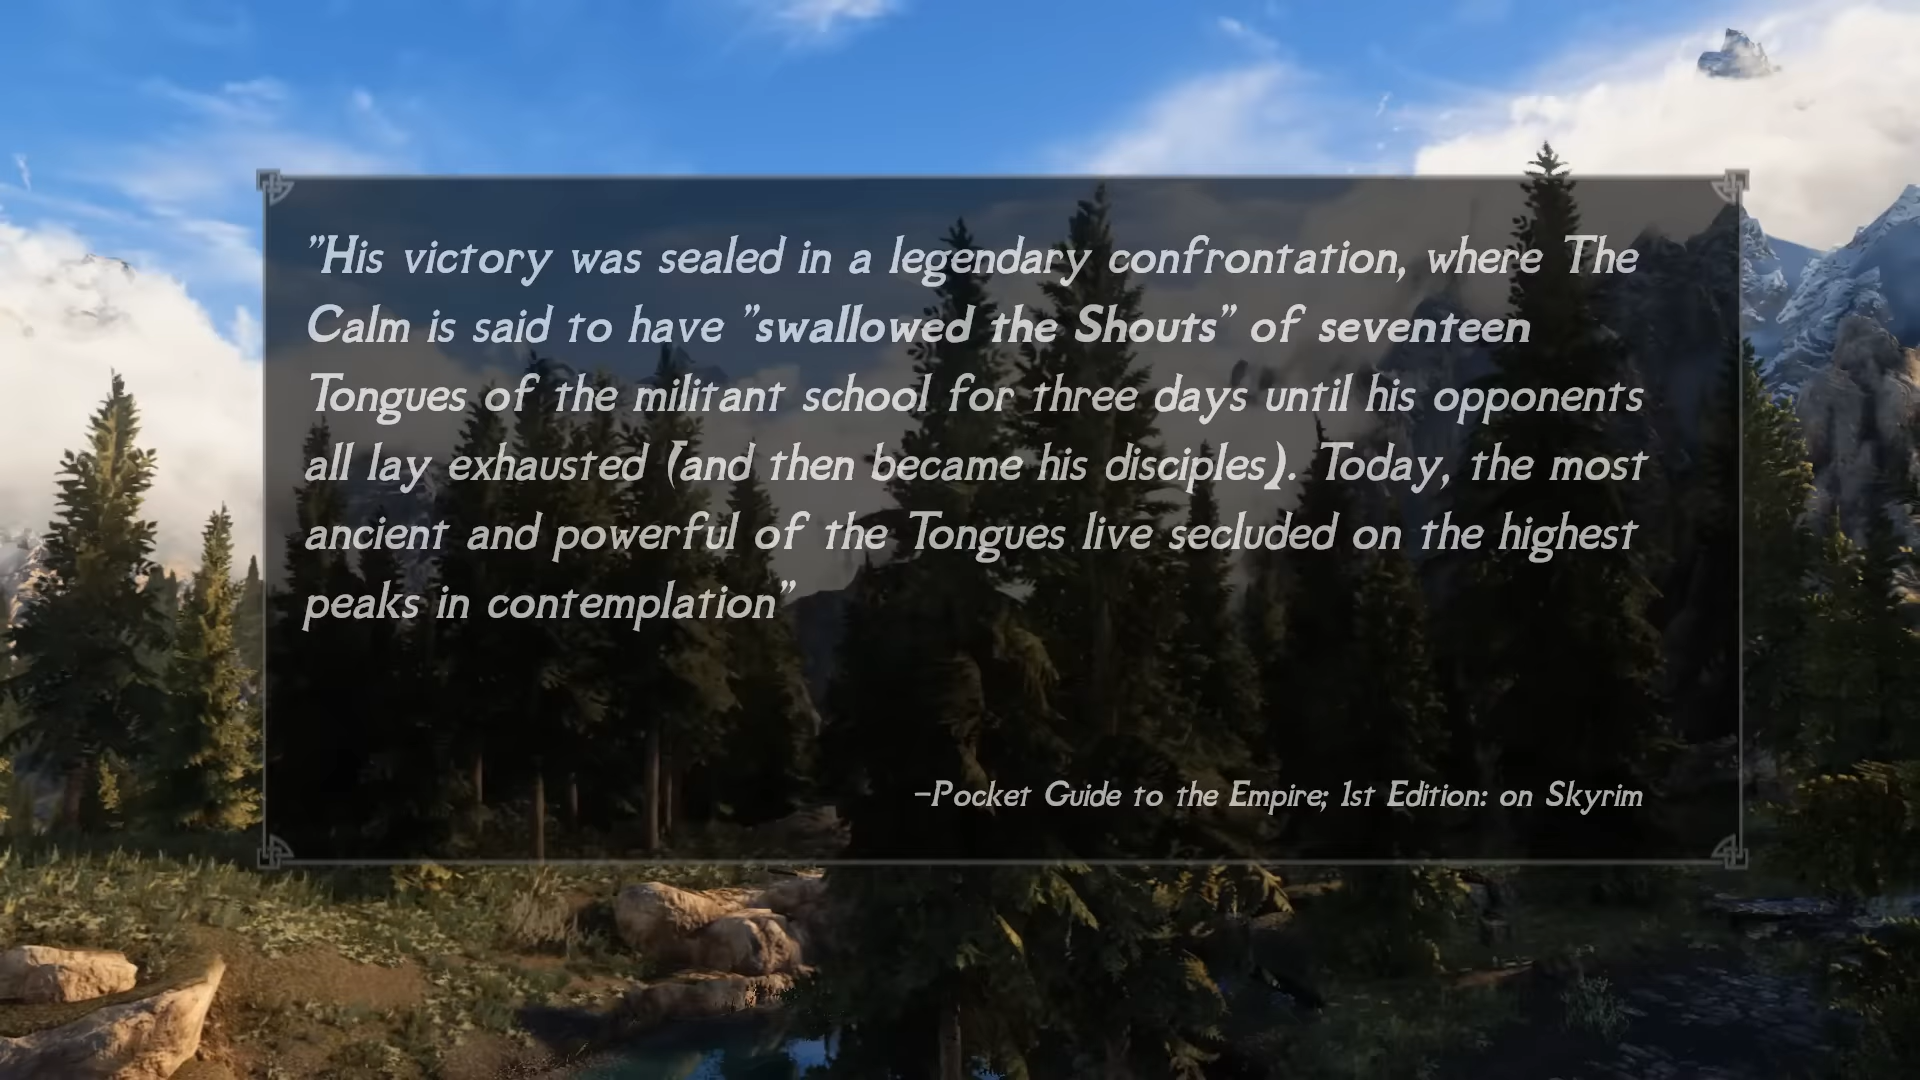 "His victory was sealed in a legendary confrontation, where The
Calm is said to have "swallowed the Shouts" of seventeen
Tongues of the militant school for three days until his opponents
all lay exhausted (and then became his disciples). Today, the most
ancient and powerful of the Tongues live secluded on the highest
peaks in contemplation"
-Pocket Guide to the Empire; 1st Edition: on Skyrim